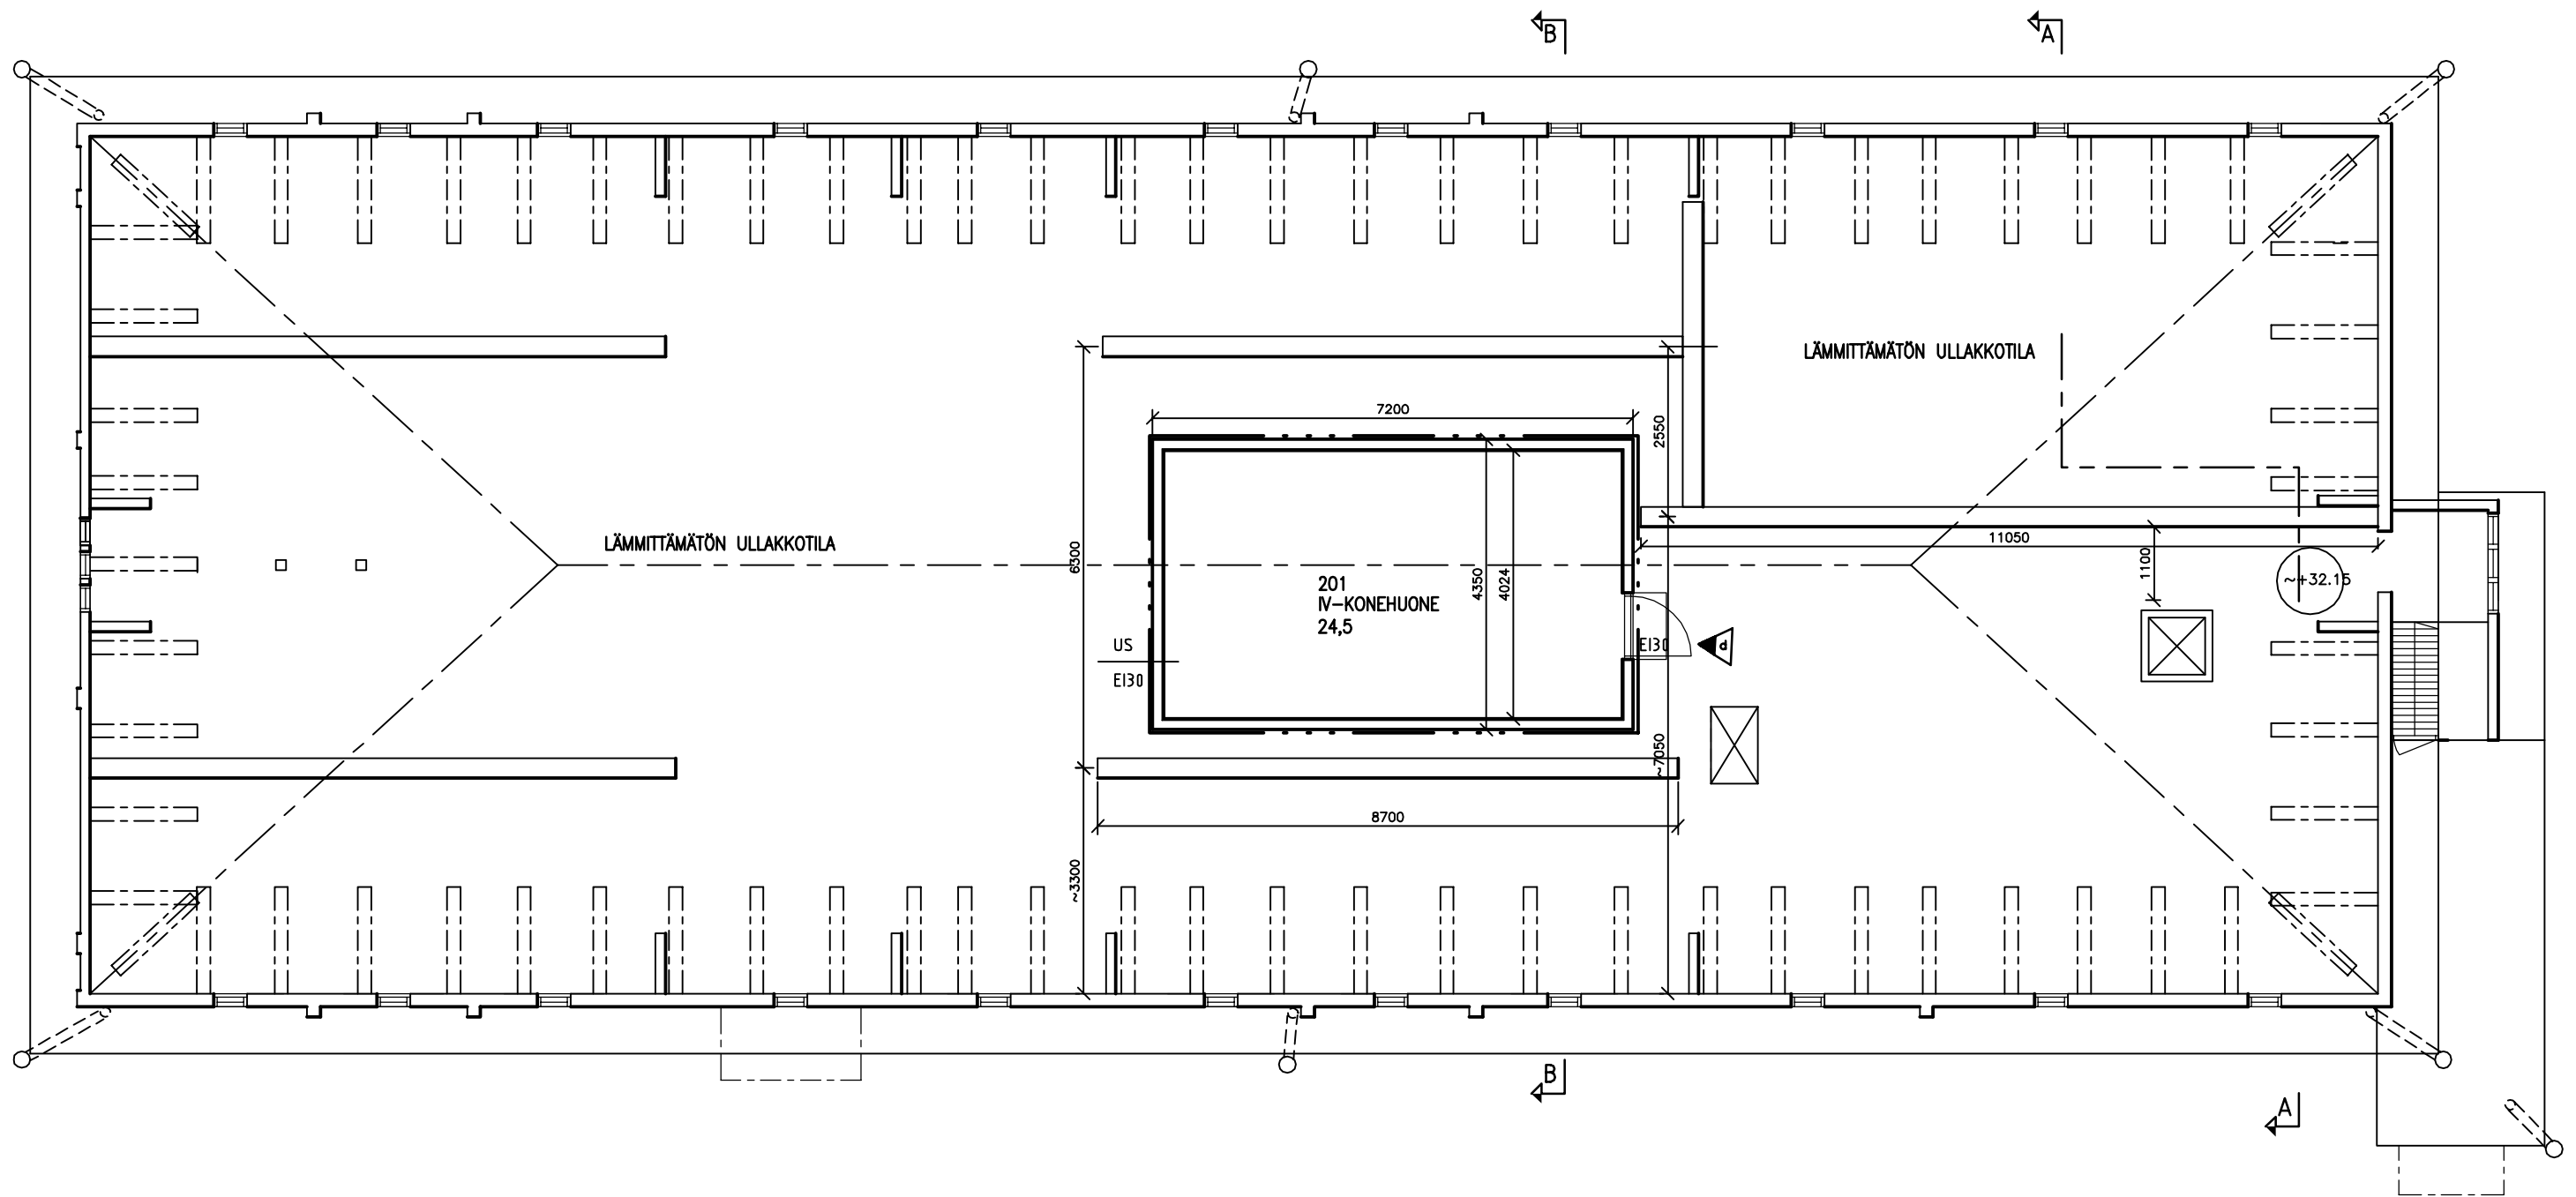 B
A
LÄMMITTÄMÄTÖN ULLAKKOTILA
7200
2550
11050
LÄMMITTÄMÄTÖN ULLAKKOTILA
6300
4350
4024
1100
~+32.15
201
IV-KONEHUONE
24,5
US
EI30
EI30
d
~7050
8700
~3300
B
A